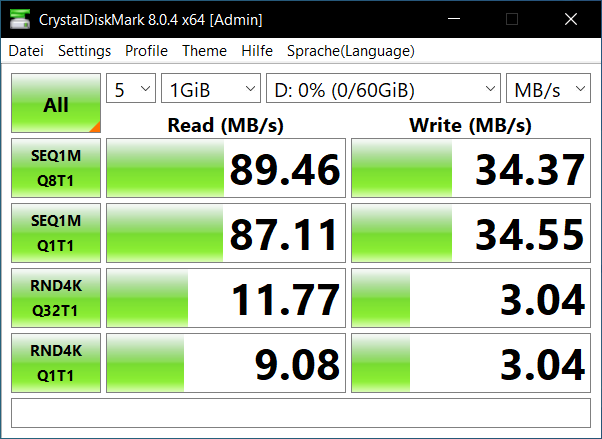 CrystalDiskMark 8.0.4 x64 [Admin]
Datei Settings Profile Theme Hilfe Sprache(Language)
All 5 1GiB D: 0% (0/60GiB) MB/s
Read (MB/s) Write (MB/s)
SEQ1M
Q8T1
89.46 34.37
SEQ1M
Q1T1
87.11 34.55
RND4K
Q32T1
11.77 3.04
RND4K
Q1T1
9.08 3.04